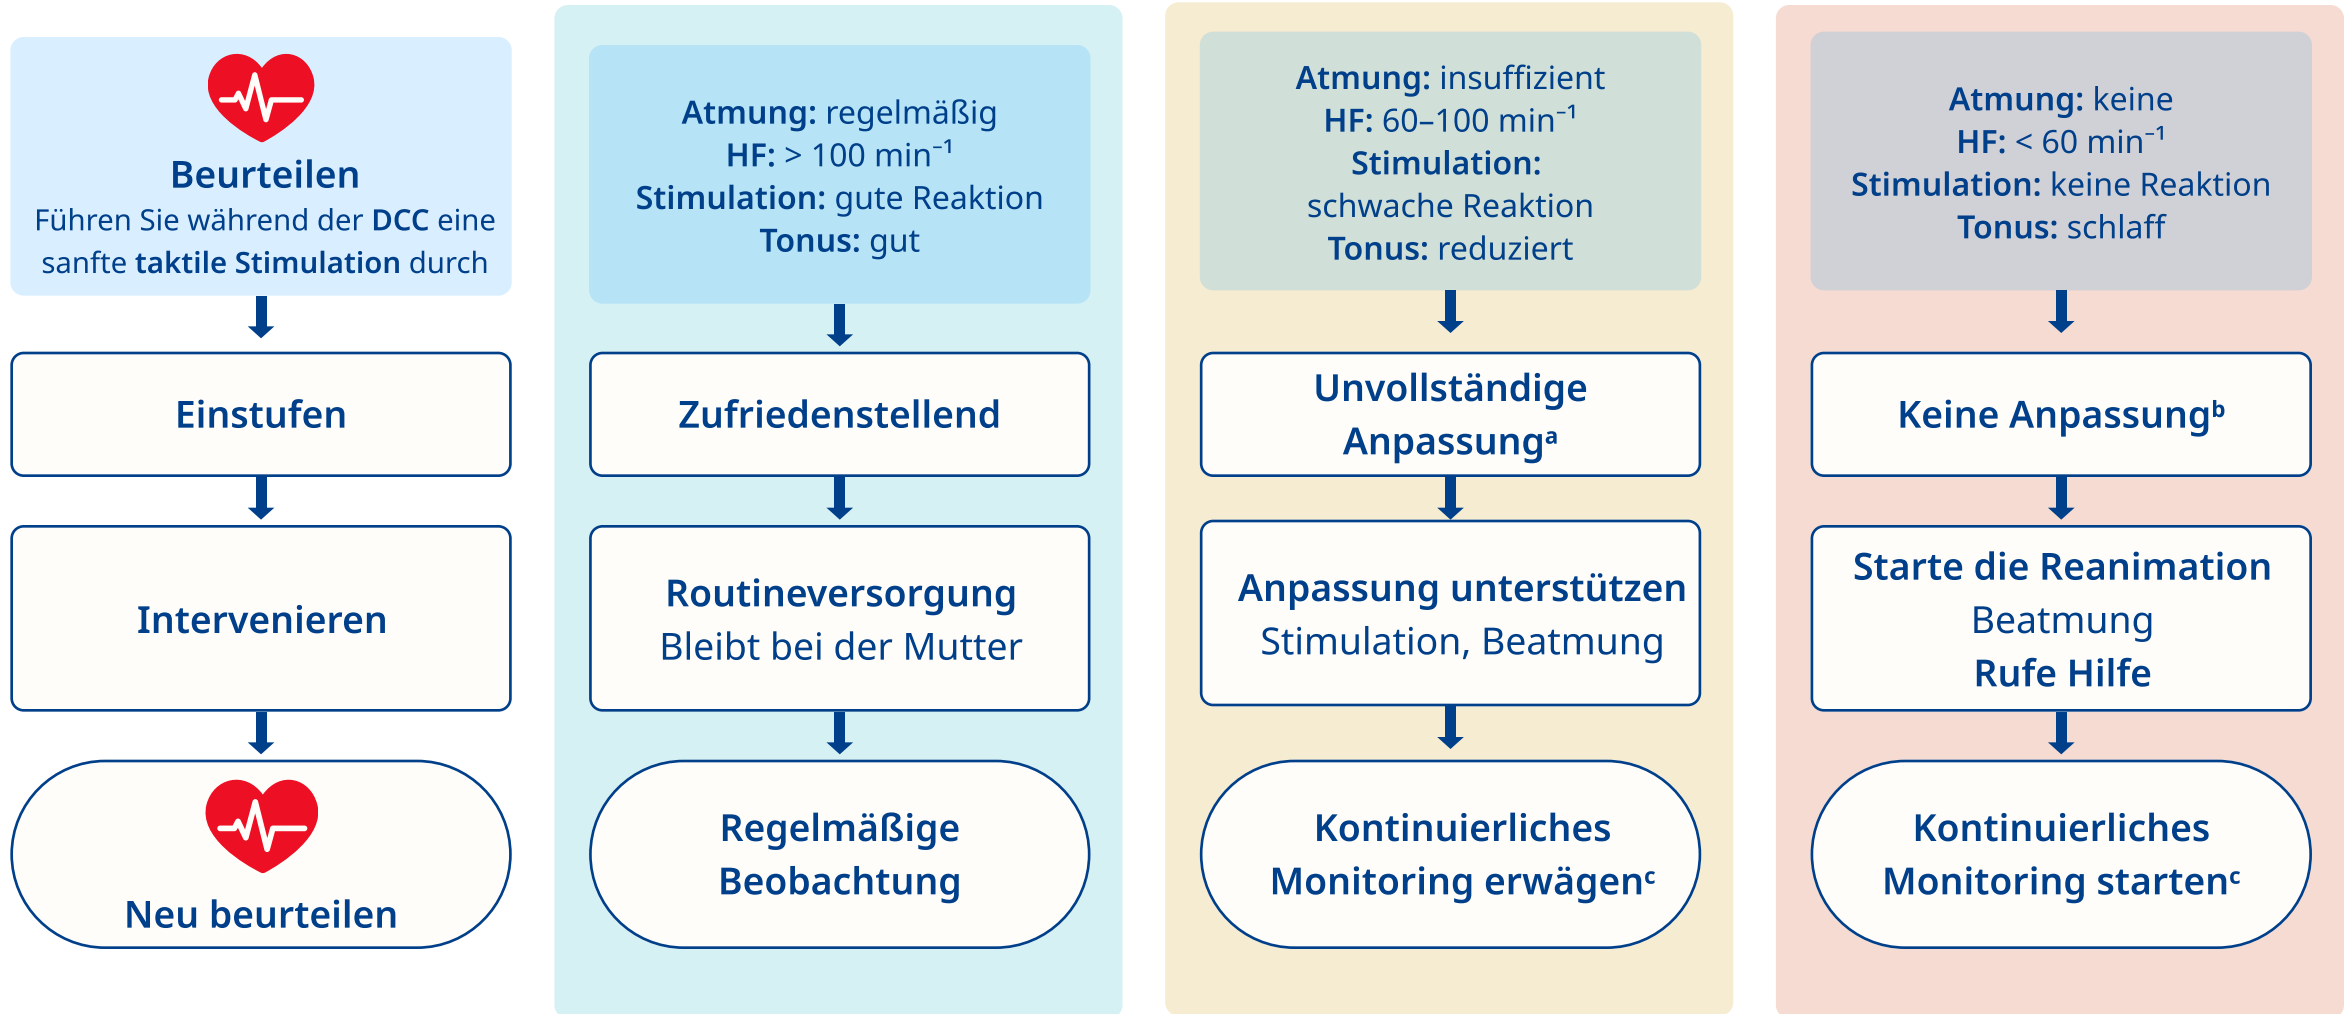 Beurteilen
Führen Sie während der DCC eine
sanfte taktile Stimulation durch
Einstufen
Intervenieren
Neu beurteilen
Atmung: regelmäßig
HF: > 100 min⁻¹
Stimulation: gute Reaktion
Tonus: gut
Zufriedenstellend
Routineversorgung
Bleibt bei der Mutter
Regelmäßige
Beobachtung
Atmung: insuffizient
HF: 60–100 min⁻¹
Stimulation:
schwache Reaktion
Tonus: reduziert
Unvollständige
Anpassungᵃ
Anpassung unterstützen
Stimulation, Beatmung
Kontinuierliches
Monitoring erwägenᶜ
Atmung: keine
HF: < 60 min⁻¹
Stimulation: keine Reaktion
Tonus: schlaff
Keine Anpassungᵇ
Starte die Reanimation
Beatmung
Rufe Hilfe
Kontinuierliches
Monitoring startenᶜ